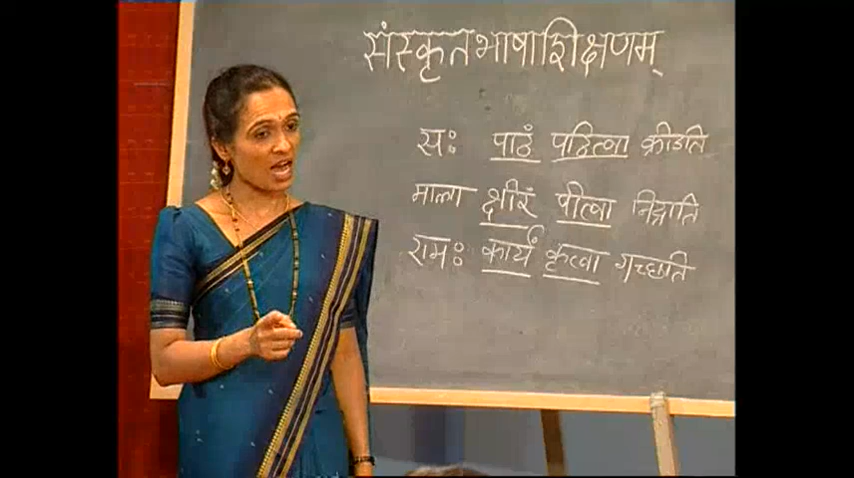 संस्कृतभाषाशिक्षणम्
सः पाठं पठित्वा क्रीडति
माला क्षीरं पीत्वा निद्राति
रामः कार्यं कृत्वा गच्छति